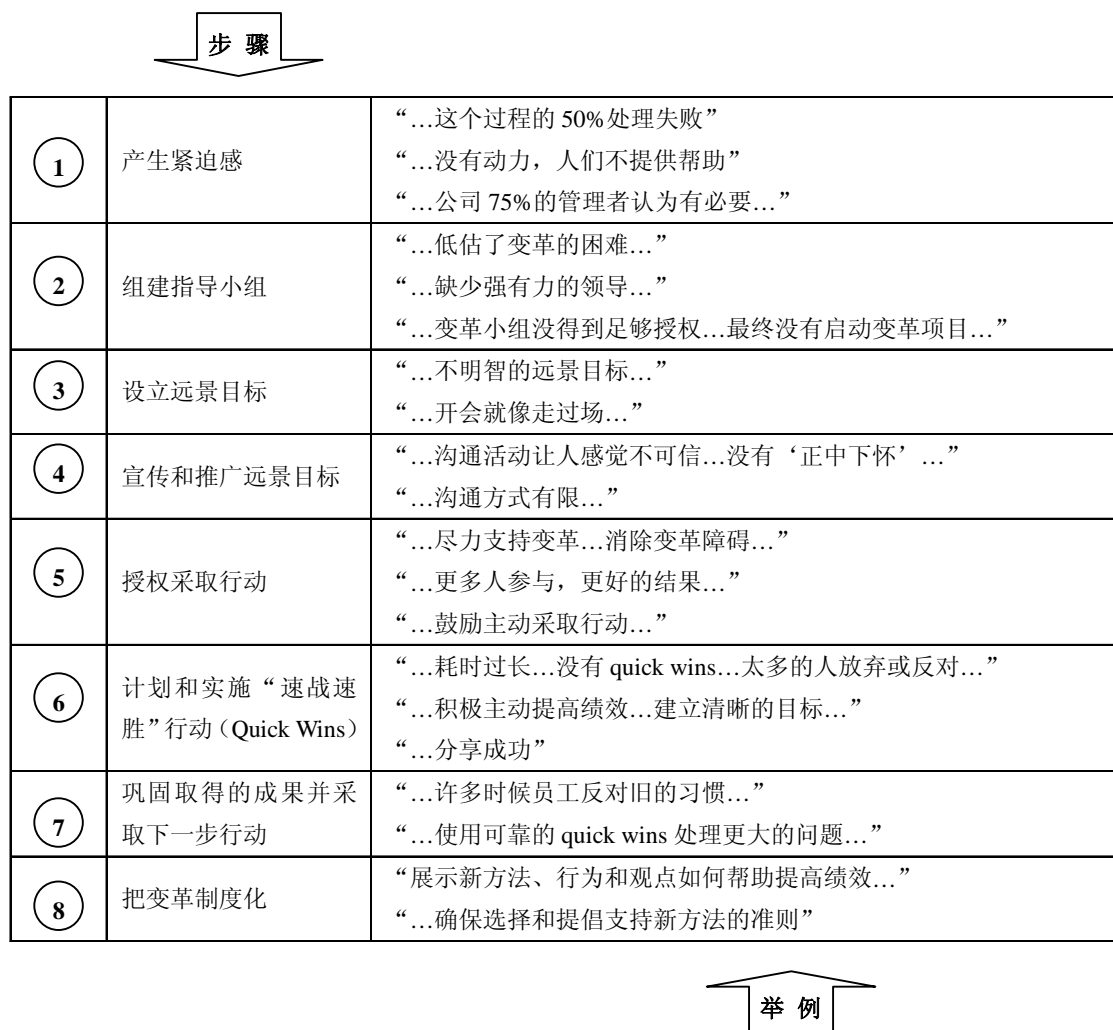 步 骤
1
产生紧迫感
“…这个过程的 50%处理失败”
“…没有动力，人们不提供帮助”
“…公司 75%的管理者认为有必要…”
2
组建指导小组
“…低估了变革的困难…”
“…缺少强有力的领导…”
“…变革小组没得到足够授权…最终没有启动变革项目…”
3
设立远景目标
“…不明智的远景目标…”
“…开会就像走过场…”
4
宣传和推广远景目标
“…沟通活动让人感觉不可信…没有‘正中下怀’…”
“…沟通方式有限…”
5
授权采取行动
“…尽力支持变革…消除变革障碍…”
“…更多人参与，更好的结果…”
“…鼓励主动采取行动…”
6
计划和实施“速战速
胜”行动（Quick Wins）
“…耗时过长…没有 quick wins…太多的人放弃或反对…”
“…积极主动提高绩效…建立清晰的目标…”
“…分享成功”
7
巩固取得的成果并采
取下一步行动
“…许多时候员工反对旧的习惯…”
“…使用可靠的 quick wins 处理更大的问题…”
8
把变革制度化
“展示新方法、行为和观点如何帮助提高绩效…”
“…确保选择和提倡支持新方法的准则”
举 例